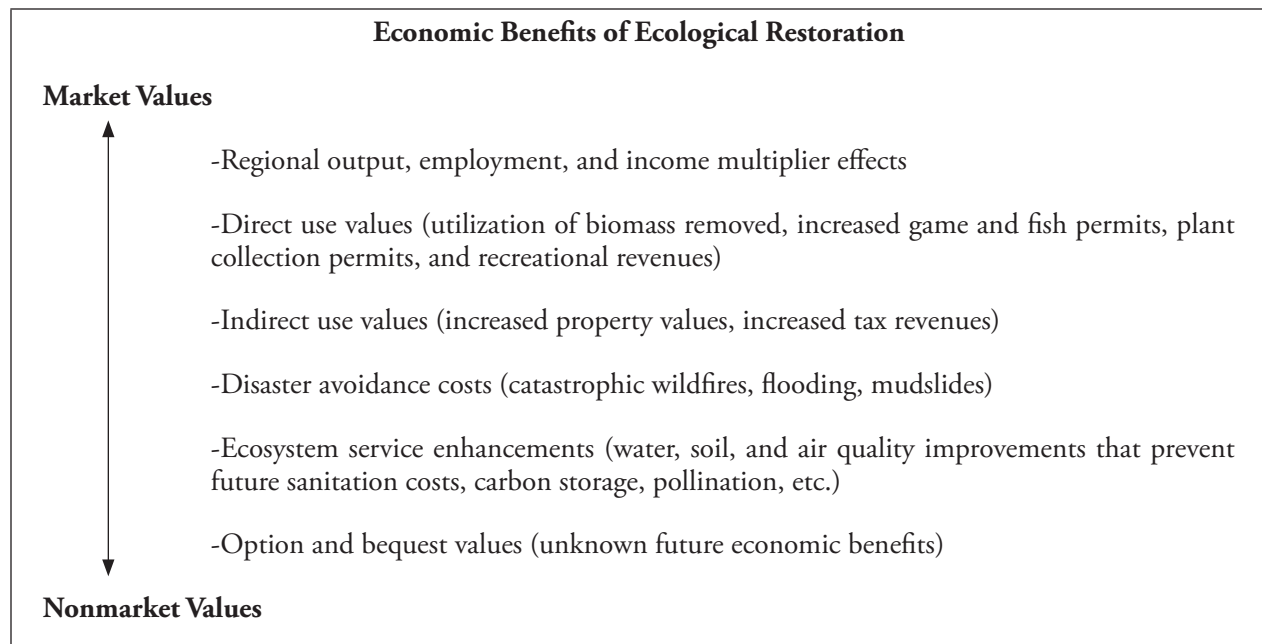 Economic Benefits of Ecological Restoration
Market Values
-Regional output, employment, and income multiplier effects
-Direct use values (utilization of biomass removed, increased game and fish permits, plant
collection permits, and recreational revenues)
-Indirect use values (increased property values, increased tax revenues)
-Disaster avoidance costs (catastrophic wildfires, flooding, mudslides)
-Ecosystem service enhancements (water, soil, and air quality improvements that prevent
future sanitation costs, carbon storage, pollination, etc.)
-Option and bequest values (unknown future economic benefits)
Nonmarket Values